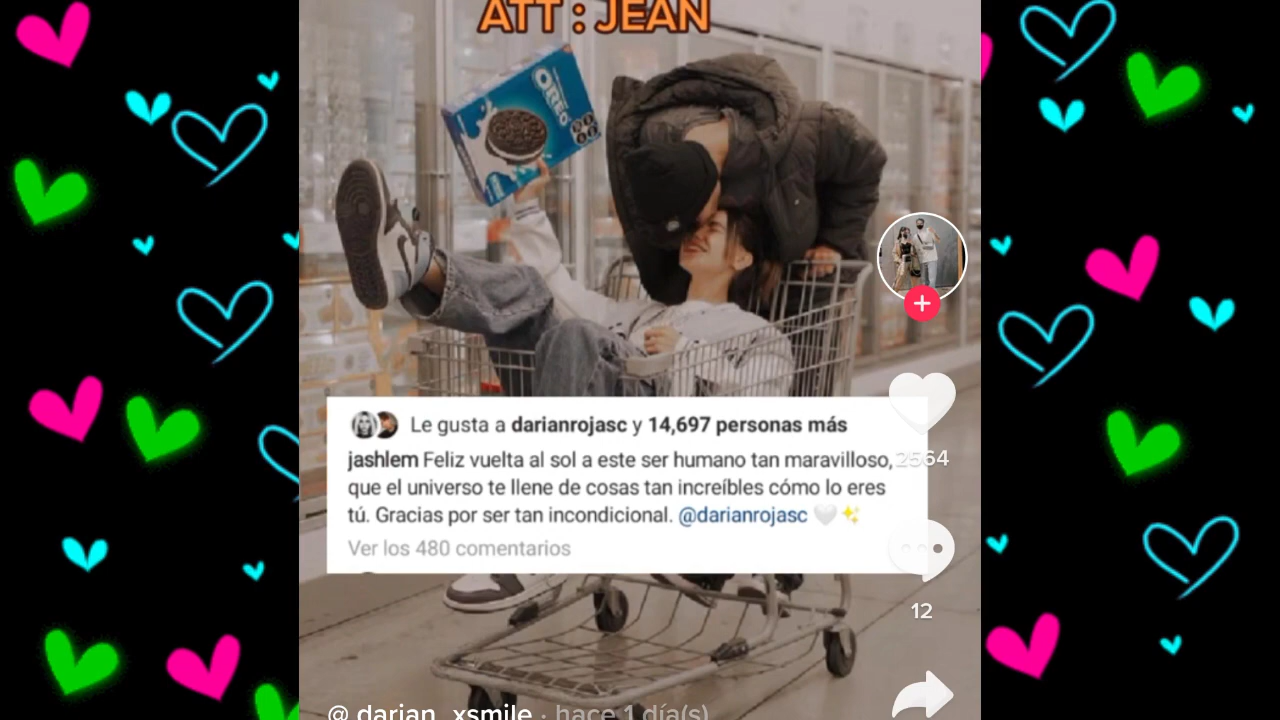 ATT : JEAN
OREO
Le gusta a darianrojasc y 14,697 personas más
jashlem Feliz vuelta al sol a este ser humano tan maravilloso,
que el universo te llene de cosas tan increíbles cómo lo eres
tú. Gracias por ser tan incondicional. @darianrojasc 🤍✨
Ver los 480 comentarios
2564
12
@ darian_xsmile · hace 1 día(s)